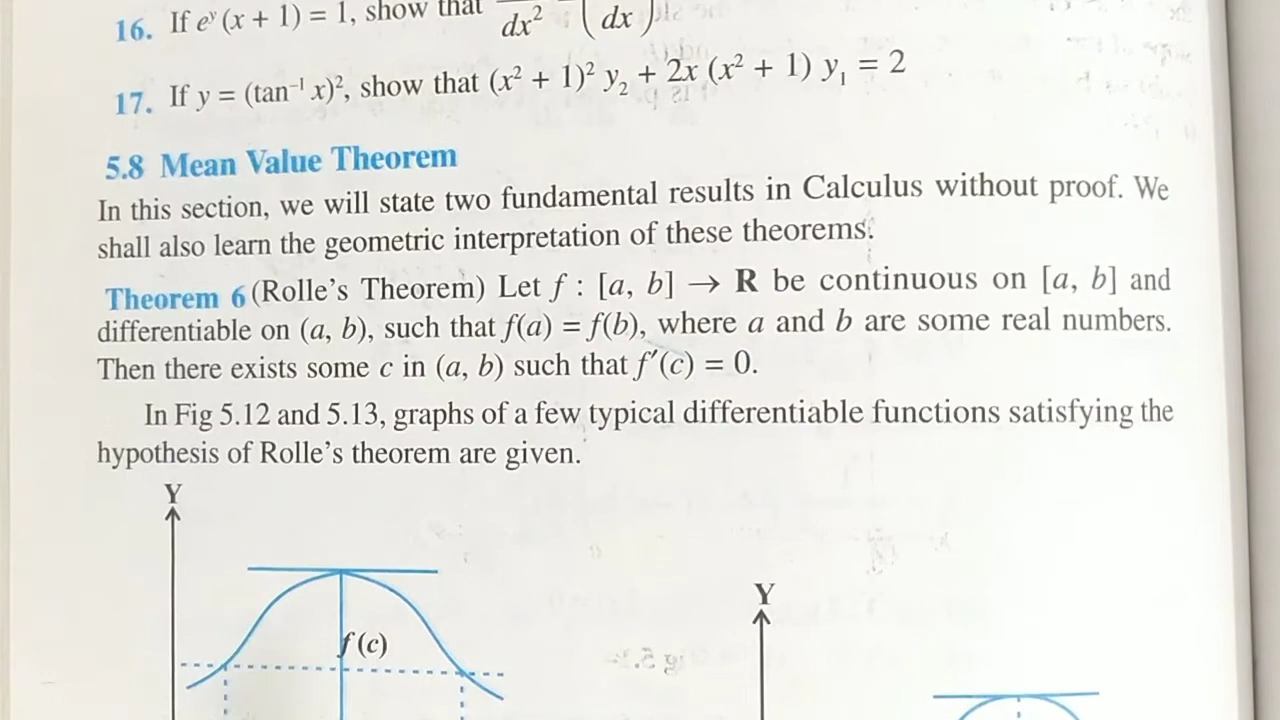 16. If e^y (x + 1) = 1, show that d²/dx² (dx)
17. If y = (tan⁻¹ x)², show that (x² + 1)² y₂ + 2x (x² + 1) y₁ = 2
5.8 Mean Value Theorem
In this section, we will state two fundamental results in Calculus without proof. We
shall also learn the geometric interpretation of these theorems.
Theorem 6 (Rolle's Theorem) Let f : [a, b] → R be continuous on [a, b] and
differentiable on (a, b), such that f(a) = f(b), where a and b are some real numbers.
Then there exists some c in (a, b) such that f′(c) = 0.
In Fig 5.12 and 5.13, graphs of a few typical differentiable functions satisfying the
hypothesis of Rolle's theorem are given.
Y
f (c)
Y